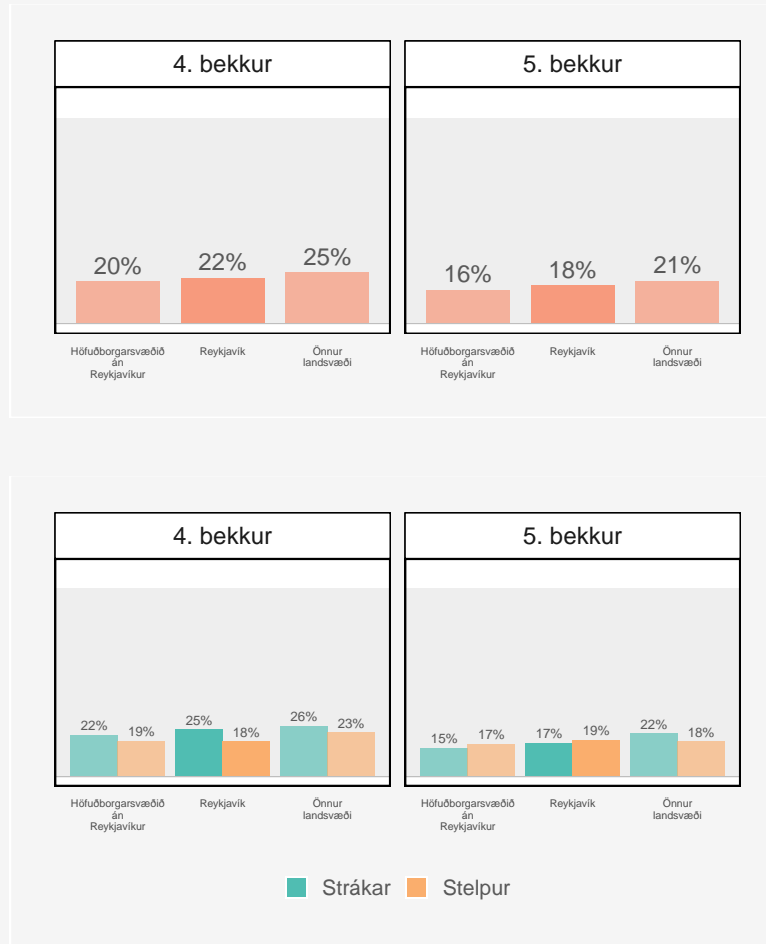 4. bekkur
5. bekkur
20%
22%
25%
16%
18%
21%
Höfuðborgarsvæðið
án
Reykjavíkur
Reykjavík
Önnur
landsvæði
Höfuðborgarsvæðið
án
Reykjavíkur
Reykjavík
Önnur
landsvæði
4. bekkur
5. bekkur
22%
19%
25%
18%
26%
23%
15%
17%
17%
19%
22%
18%
Höfuðborgarsvæðið
án
Reykjavíkur
Reykjavík
Önnur
landsvæði
Höfuðborgarsvæðið
án
Reykjavíkur
Reykjavík
Önnur
landsvæði
Strákar
Stelpur